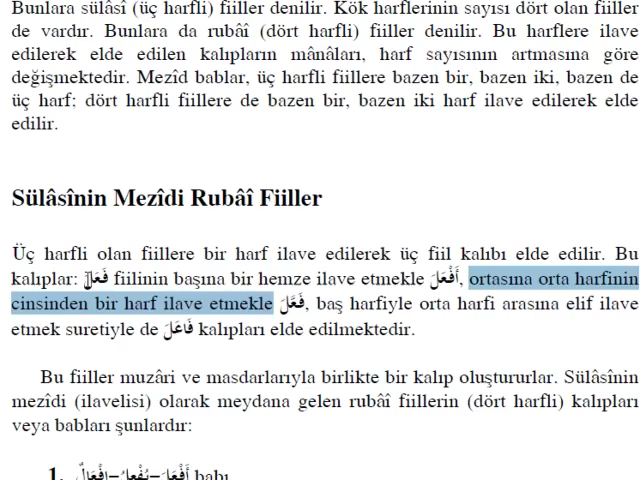 Bunlara sülâsî (üç harfli) fiiller denilir. Kök harflerinin sayısı dört olan fiiller
de vardır. Bunlara da rubâî (dört harfli) fiiller denilir. Bu harflere ilave
edilerek elde edilen kalıpların mânâları, harf sayısının artmasına göre
değişmektedir. Mezîd bablar, üç harfli fiillere bazen bir, bazen iki, bazen de
üç harf; dört harfli fiillere de bazen bir, bazen iki harf ilave edilerek elde
edilir.
Sülâsînin Mezîdi Rubâî Fiiller
Üç harfli olan fiillere bir harf ilave edilerek üç fiil kalıbı elde edilir. Bu
kalıplar: فَعَلَ fiilinin başına bir hemze ilave etmekle أَفْعَلَ, ortasına orta harfinin
cinsinden bir harf ilave etmekle فَعَّلَ, baş harfiyle orta harfi arasına elif ilave
etmek suretiyle de فَاعَلَ kalıpları elde edilmektedir.
Bu fiiller muzâri ve masdarlarıyla birlikte bir kalıp oluştururlar. Sülâsînin
mezîdi (ilavelisi) olarak meydana gelen rubâî fiillerin (dört harfli) kalıpları
veya babları şunlardır:
1. أَفْعَلَ–يُفْعِلُ–إِفْعَالٌ babı